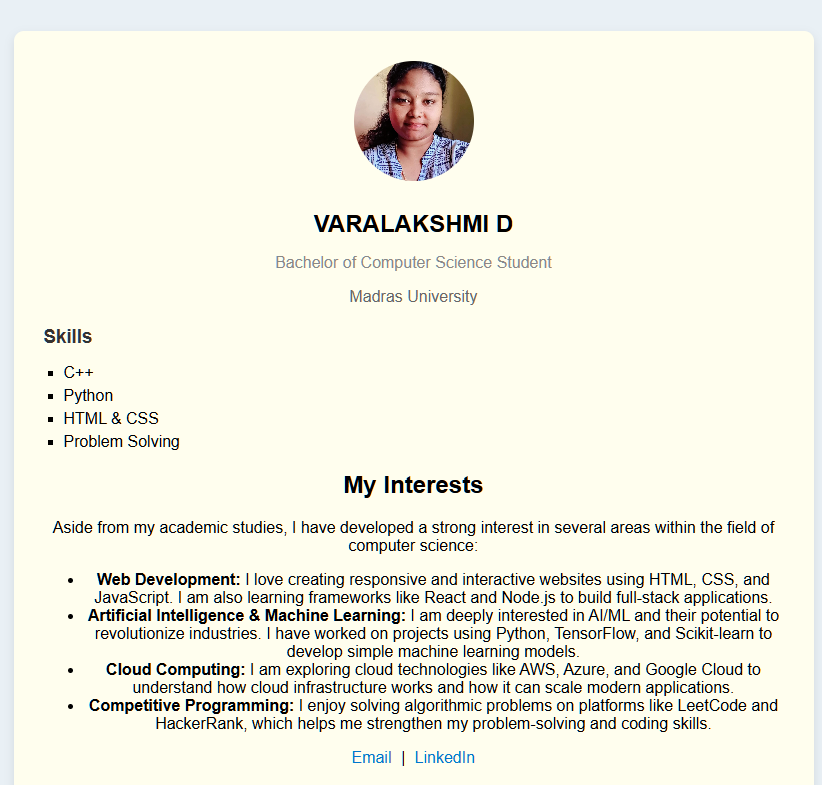 VARALAKSHMI D
Bachelor of Computer Science Student
Madras University
Skills
C++
Python
HTML & CSS
Problem Solving
My Interests
Aside from my academic studies, I have developed a strong interest in several areas within the field of
computer science:
Web Development: I love creating responsive and interactive websites using HTML, CSS, and
JavaScript. I am also learning frameworks like React and Node.js to build full-stack applications.
Artificial Intelligence & Machine Learning: I am deeply interested in AI/ML and their potential to
revolutionize industries. I have worked on projects using Python, TensorFlow, and Scikit-learn to
develop simple machine learning models.
Cloud Computing: I am exploring cloud technologies like AWS, Azure, and Google Cloud to
understand how cloud infrastructure works and how it can scale modern applications.
Competitive Programming: I enjoy solving algorithmic problems on platforms like LeetCode and
HackerRank, which helps me strengthen my problem-solving and coding skills.
Email | LinkedIn